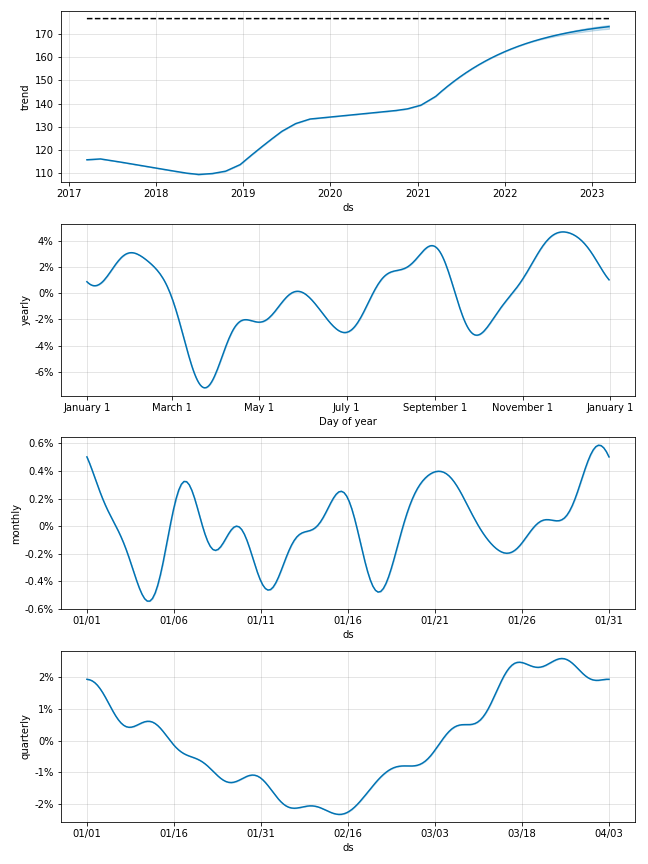 170
160
150
140
130
120
110
trend
2017 2018 2019 2020 2021 2022 2023
ds
4%
2%
0%
-2%
-4%
-6%
yearly
January 1 March 1 May 1 July 1 September 1 November 1 January 1
Day of year
0.6%
0.4%
0.2%
0%
-0.2%
-0.4%
-0.6%
monthly
01/01 01/06 01/11 01/16 01/21 01/26 01/31
ds
2%
1%
0%
-1%
-2%
quarterly
01/01 01/16 01/31 02/16 03/03 03/18 04/03
ds